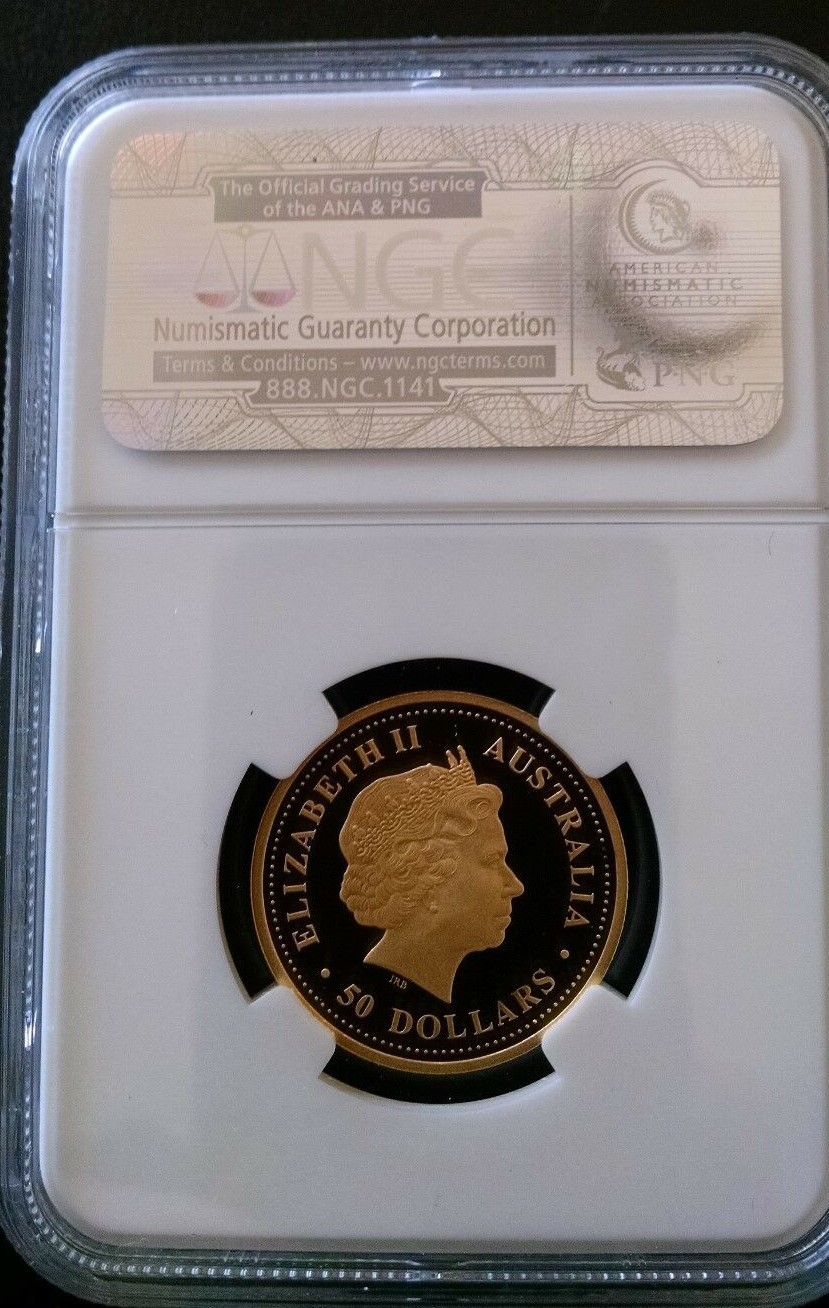 The Official Grading Service
of the ANA & PNG
NGC
Numismatic Guaranty Corporation
Terms & Conditions – www.ngcterms.com
888.NGC.1141
AMERICAN
NUMISMATIC
ASSOCIATION
P·N·G
ELIZABETH II
AUSTRALIA
• 50 DOLLARS •
IRB